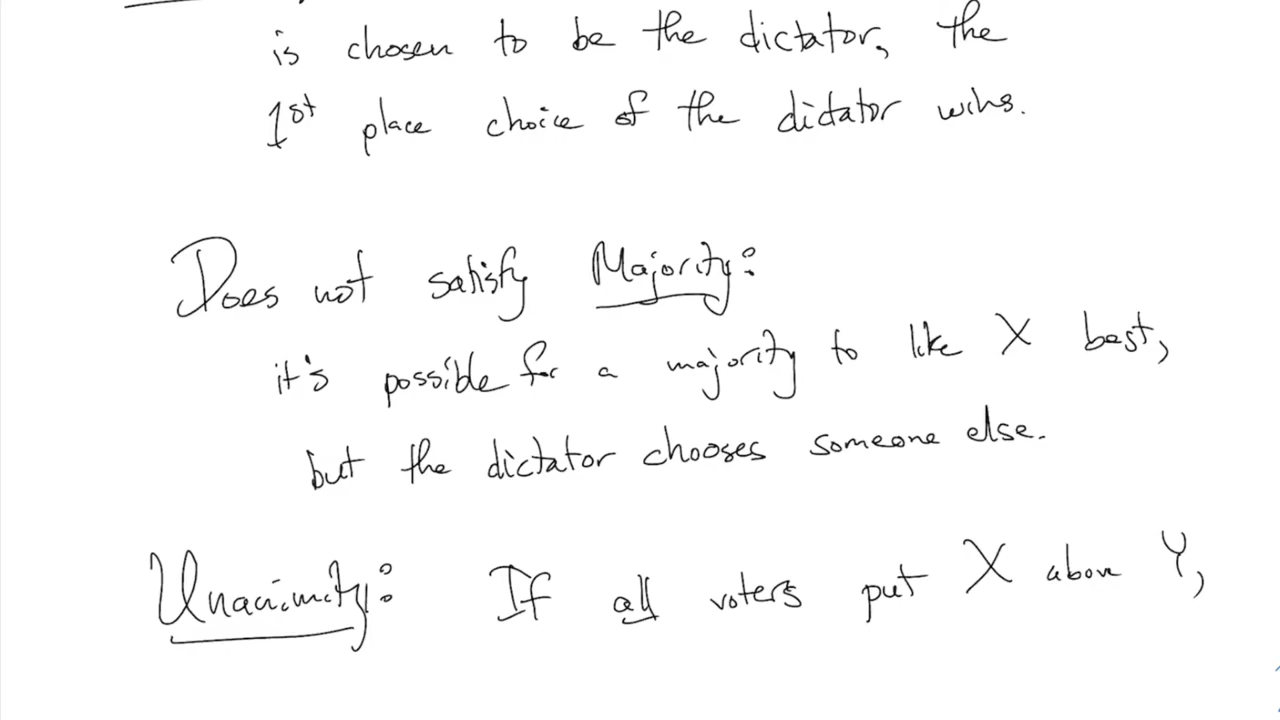 is chosen to be the dictator, the
1st place choice of the dictator wins.
Does not satisfy Majority:
it's possible for a majority to like X best,
but the dictator chooses someone else.
Unanimity: If all voters put X above Y,